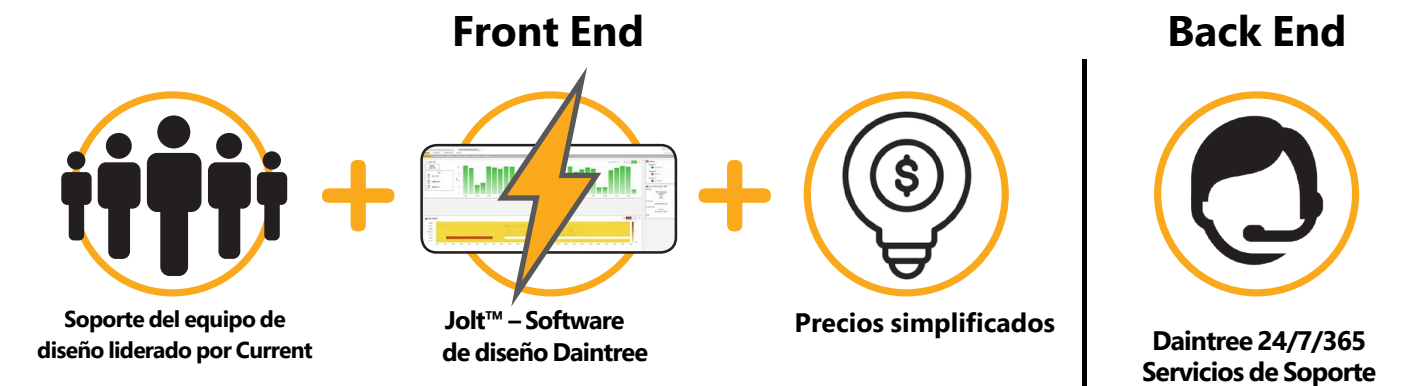 Front End
Back End
$
Soporte del equipo de
diseño liderado por Current
Jolt™ – Software
de diseño Daintree
Precios simplificados
Daintree 24/7/365
Servicios de Soporte